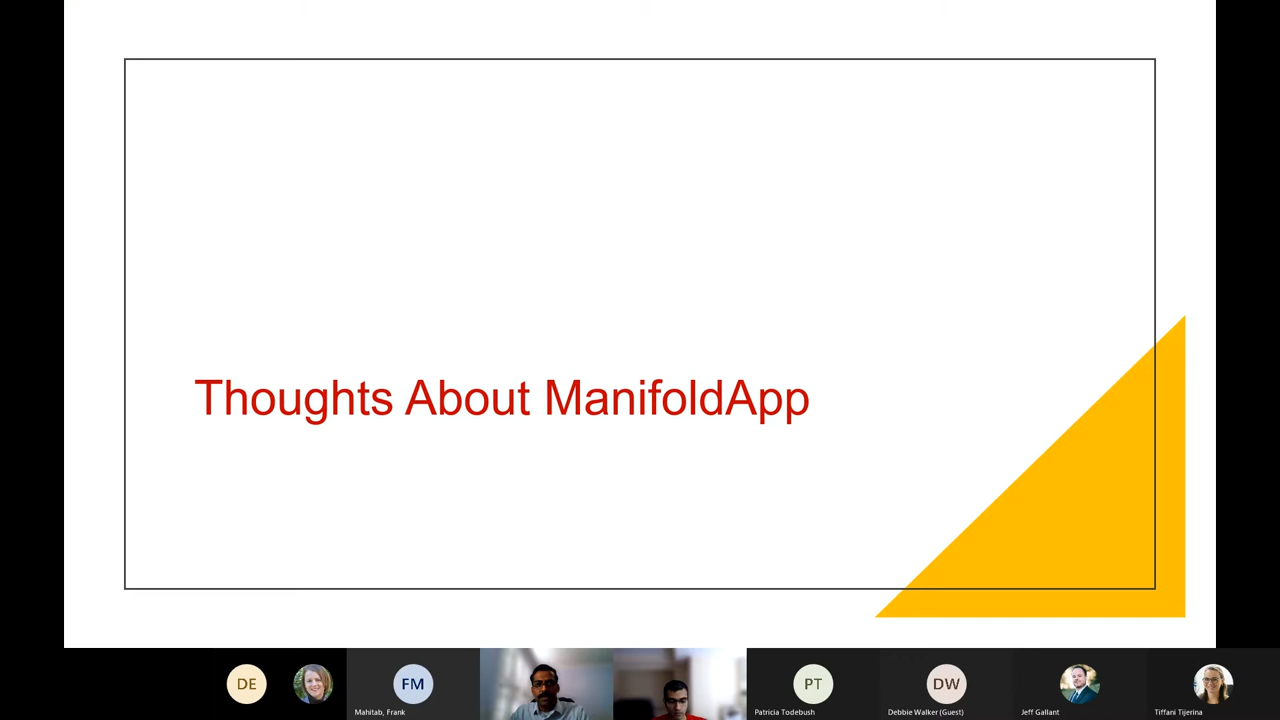 Thoughts About ManifoldApp
DE
FM
Mahitab, Frank
PT
Patricia Todebush
DW
Debbie Walker (Guest)
Jeff Gallant
Tiffani Tijerina